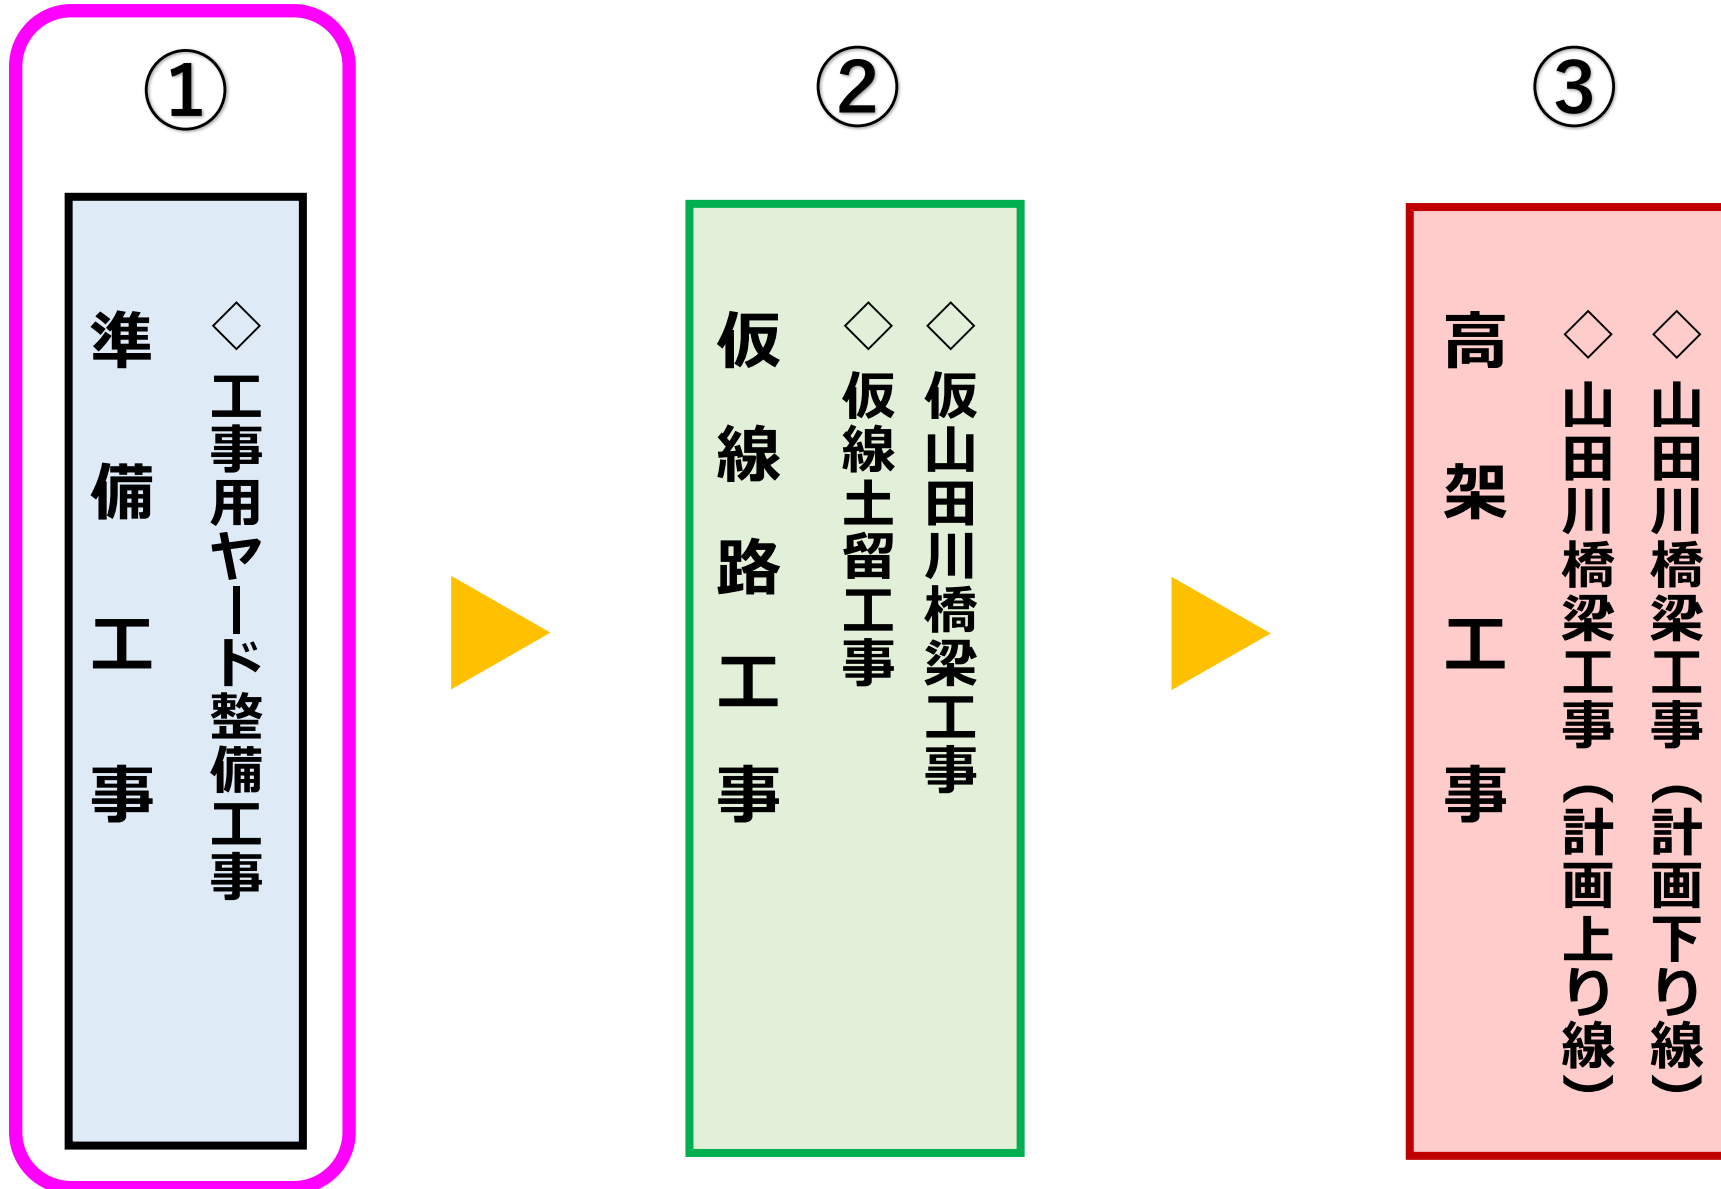 ①
準備工事
◇工事用ヤード整備工事
②
仮線路工事
◇仮線土留工事
◇仮山田川橋梁工事
③
高架工事
◇山田川橋梁工事（計画上り線）
◇山田川橋梁工事（計画下り線）